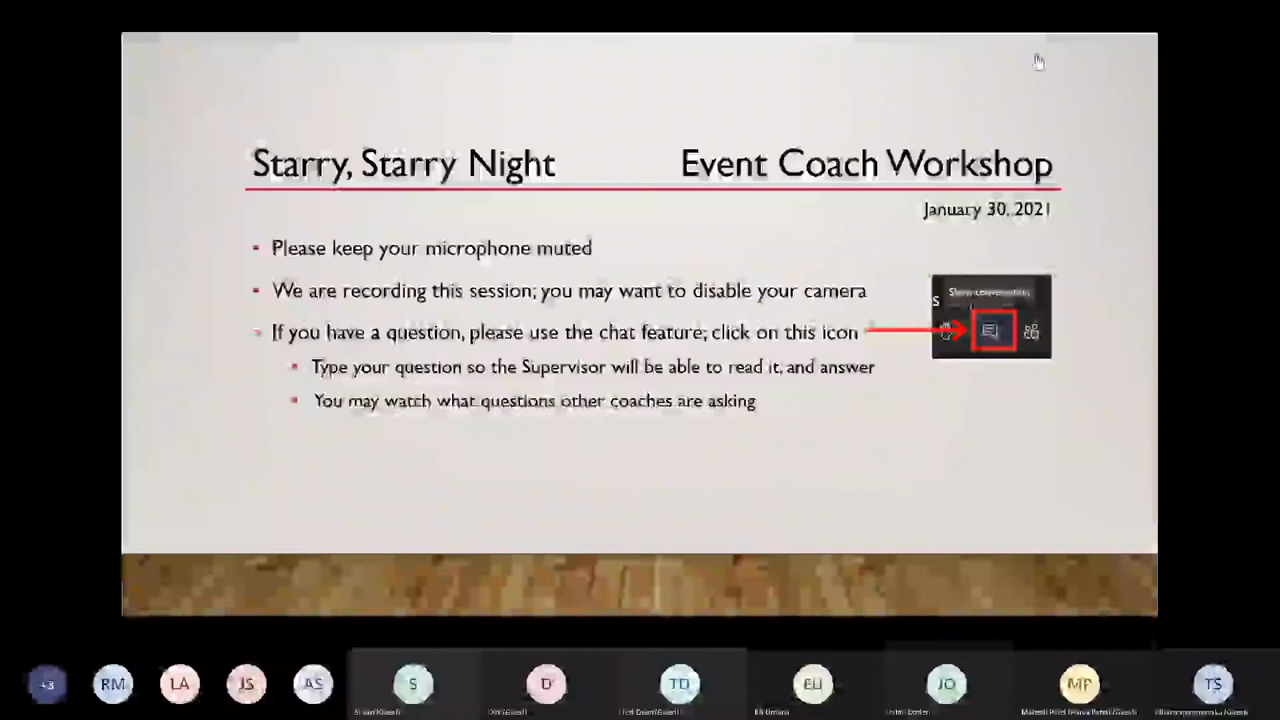 Starry, Starry Night Event Coach Workshop
January 30, 2021
Please keep your microphone muted
We are recording this session; you may want to disable your camera
Show conversation
S
If you have a question, please use the chat feature; click on this icon
Type your question so the Supervisor will be able to read it, and answer
You may watch what questions other coaches are asking
+3 RM LA JS AS S D TD EU JO MP TS